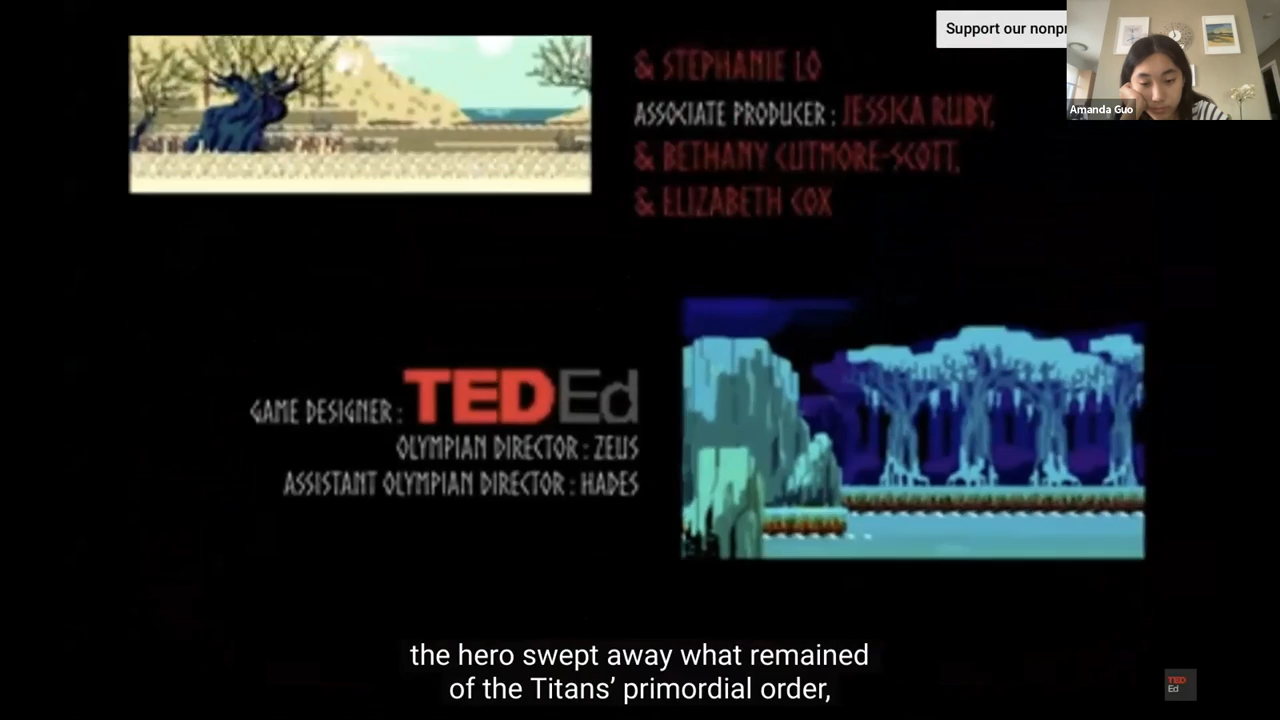 Support our nonpr
Amanda Guo
& STEPHANIE LO
ASSOCIATE PRODUCER : JESSICA RUBY,
& BETHANY CUTMORE-SCOTT,
& ELIZABETH COX
GAME DESIGNER : TEDEd
OLYMPIAN DIRECTOR : ZEUS
ASSISTANT OLYMPIAN DIRECTOR : HADES
the hero swept away what remained
of the Titans’ primordial order,
TED
Ed